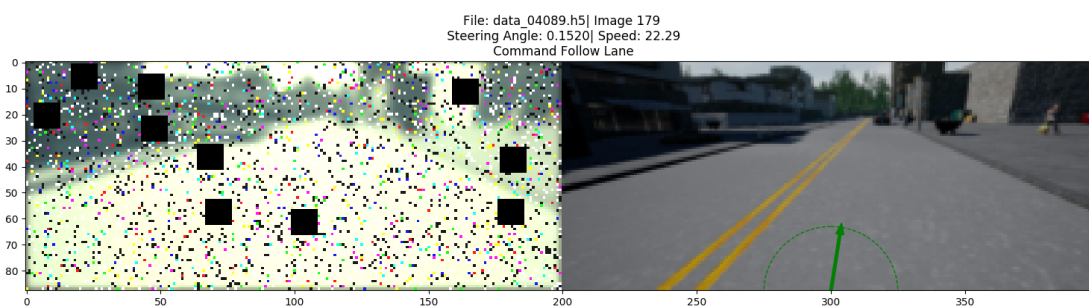 File: data_04089.h5| Image 179
Steering Angle: 0.1520| Speed: 22.29
Command Follow Lane
0
10
20
30
40
50
60
70
80
0 50 100 150 200 250 300 350